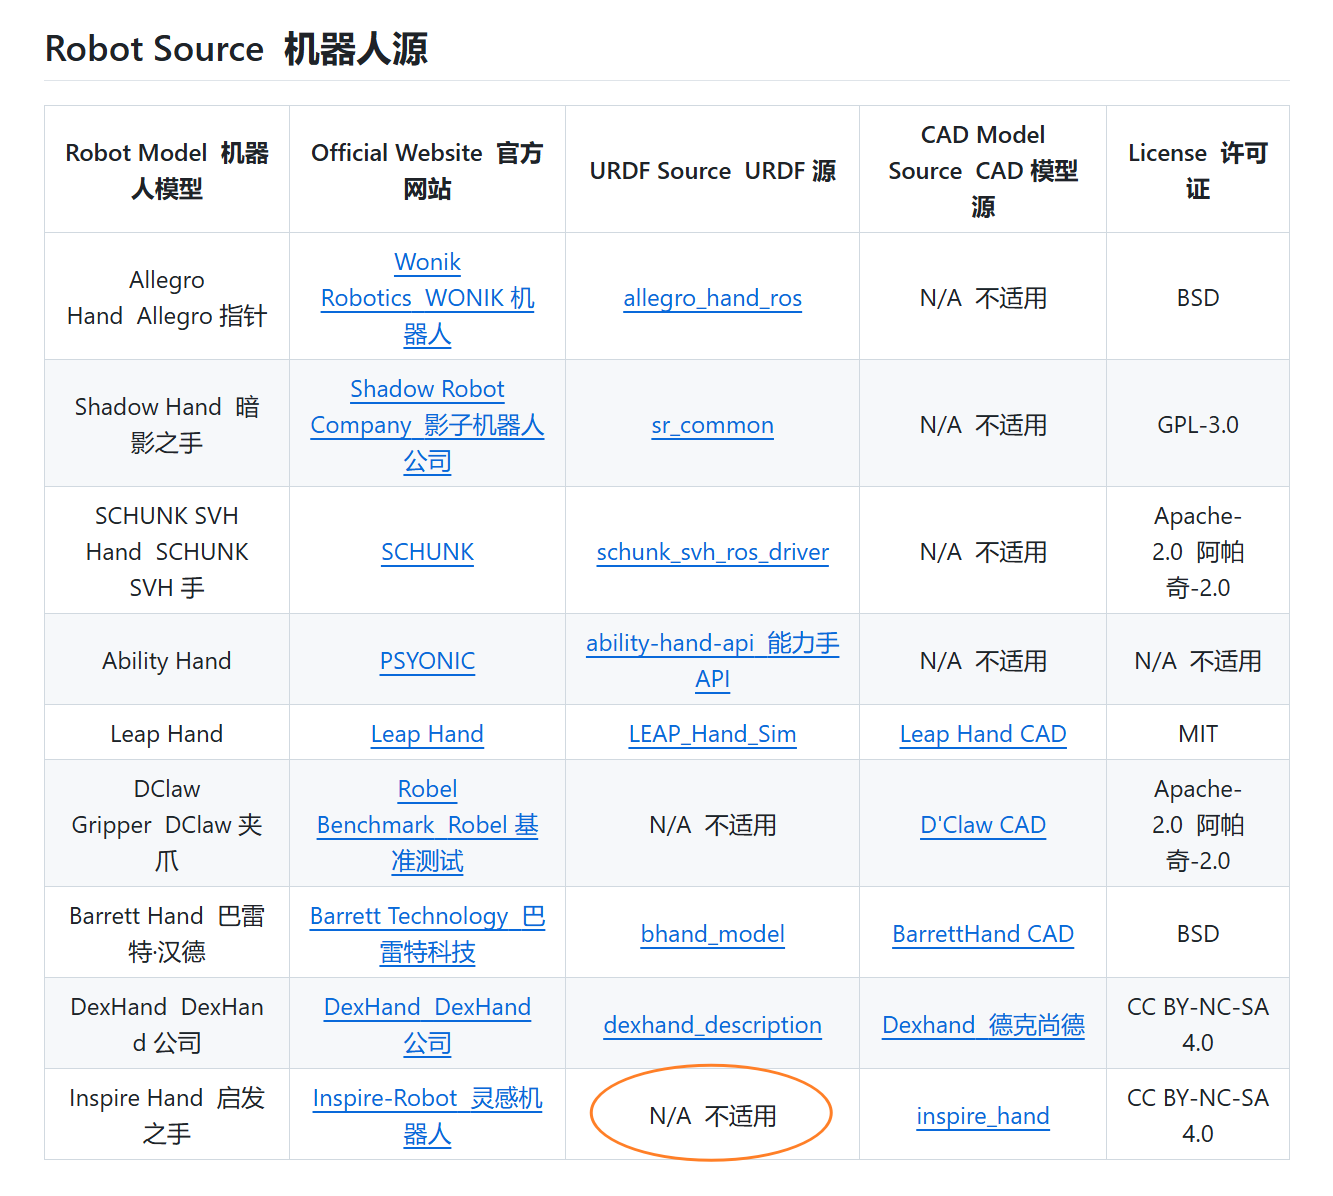 Robot Source 机器人源
Robot Model 机器
人模型
Official Website 官方
网站
URDF Source URDF 源
CAD Model
Source CAD 模型
源
License 许可
证
Allegro
Hand Allegro 指针
Wonik
Robotics WONIK 机
器人
allegro_hand_ros
N/A 不适用
BSD
Shadow Hand 暗
影之手
Shadow Robot
Company 影子机器人
公司
sr_common
N/A 不适用
GPL-3.0
SCHUNK SVH
Hand SCHUNK
SVH 手
SCHUNK
schunk_svh_ros_driver
N/A 不适用
Apache-
2.0 阿帕
奇-2.0
Ability Hand
PSYONIC
ability-hand-api 能力手
API
N/A 不适用
N/A 不适用
Leap Hand
Leap Hand
LEAP_Hand_Sim
Leap Hand CAD
MIT
DClaw
Gripper DClaw 夹
爪
Robel
Benchmark Robel 基
准测试
N/A 不适用
D'Claw CAD
Apache-
2.0 阿帕
奇-2.0
Barrett Hand 巴雷
特·汉德
Barrett Technology 巴
雷特科技
bhand_model
BarrettHand CAD
BSD
DexHand DexHan
d 公司
DexHand DexHand
公司
dexhand_description
Dexhand 德克尚德
CC BY-NC-SA
4.0
Inspire Hand 启发
之手
Inspire-Robot 灵感机
器人
N/A 不适用
inspire_hand
CC BY-NC-SA
4.0